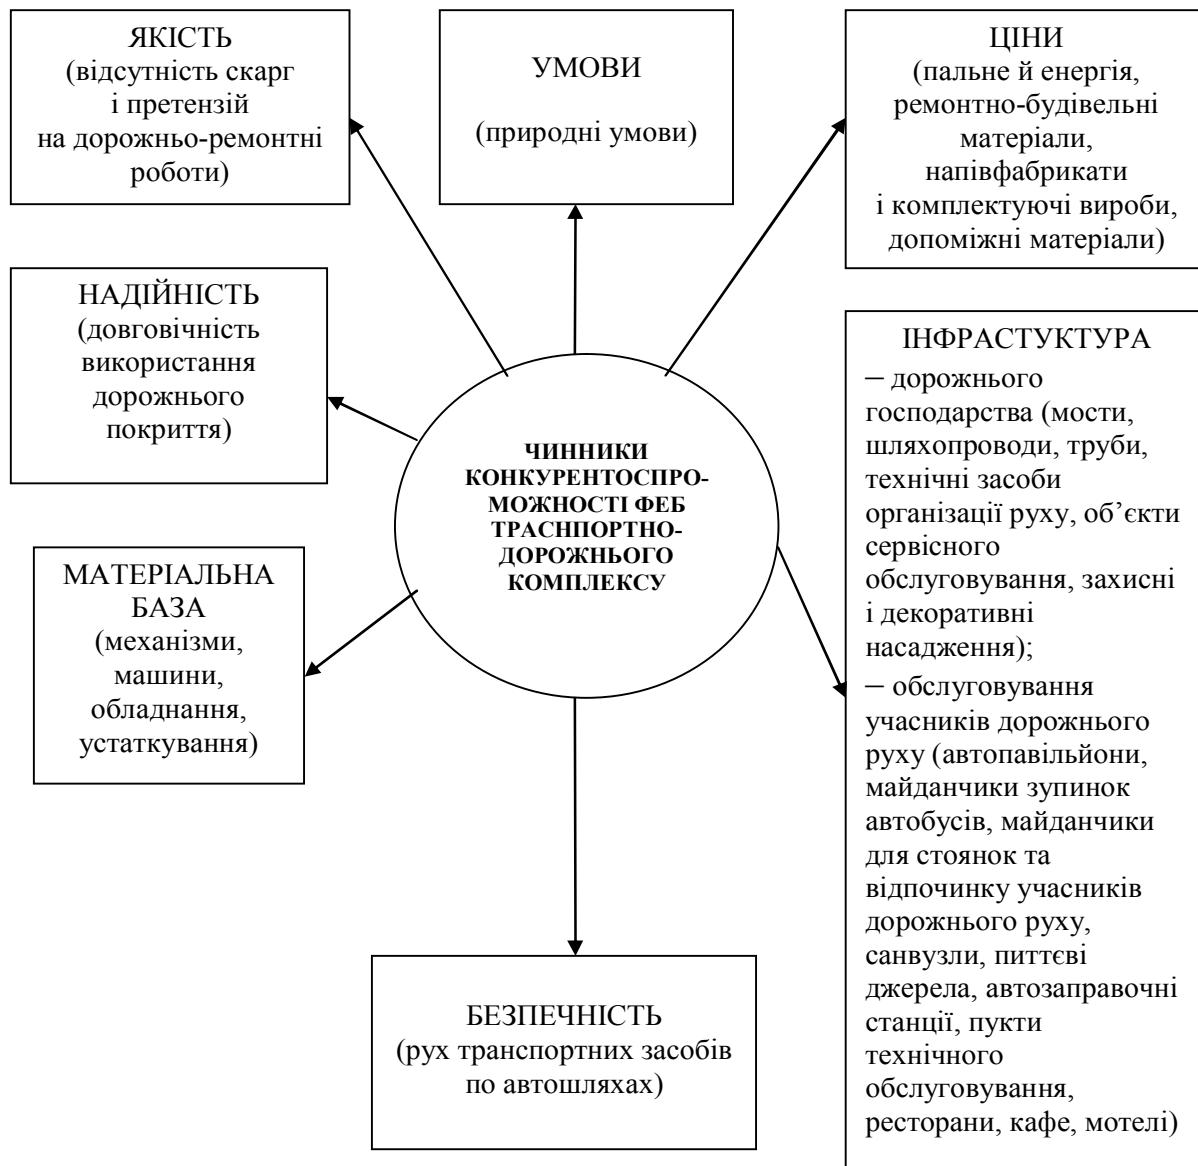 ЯКІСТЬ
(відсутність скарг
і претензій
на дорожньо-ремонтні
роботи)
УМОВИ
(природні умови)
ЦІНИ
(пальне й енергія,
ремонтно-будівельні
матеріали,
напівфабрикати
і комплектуючі вироби,
допоміжні матеріали)
НАДІЙНІСТЬ
(довговічність
використання
дорожнього
покриття)
ЧИННИКИ
КОНКУРЕНТОСПРО-
МОЖНОСТІ ФЕБ
ТРАСНПОРТНО-
ДОРОЖНЬОГО
КОМПЛЕКСУ
ІНФРАСТУКТУРА
– дорожнього
господарства (мости,
шляхопроводи, труби,
технічні засоби
організації руху, об’єкти
сервісного
обслуговування, захисні
і декоративні
насадження);
– обслуговування
учасників дорожнього
руху (автопавільйони,
майданчики зупинок
автобусів, майданчики
для стоянок та
відпочинку учасників
дорожнього руху,
санвузли, питтєві
джерела, автозаправочні
станції, пукти
технічного
обслуговування,
ресторани, кафе, мотелі)
МАТЕРІАЛЬНА
БАЗА
(механізми,
машини,
обладнання,
устаткування)
БЕЗПЕЧНІСТЬ
(рух транспортних засобів
по автошляхах)